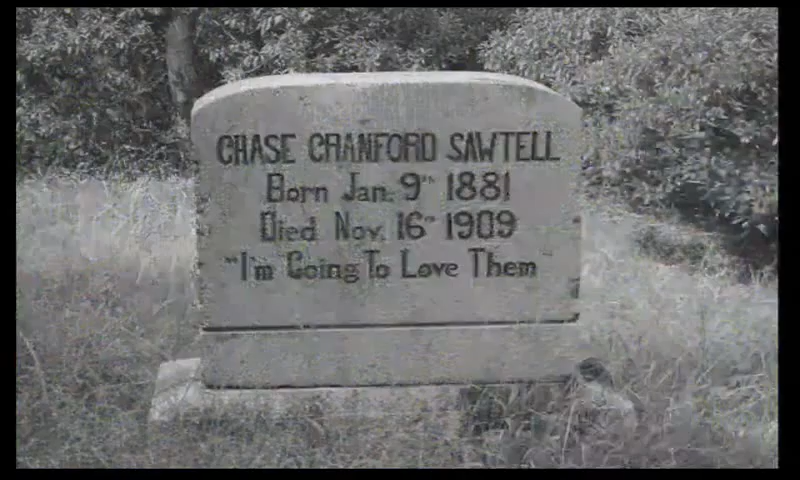 CHASE CRANFORD SAWTELL
Born Jan. 9th 1881
Died Nov. 16th 1909
"I'm Going To Love Them"